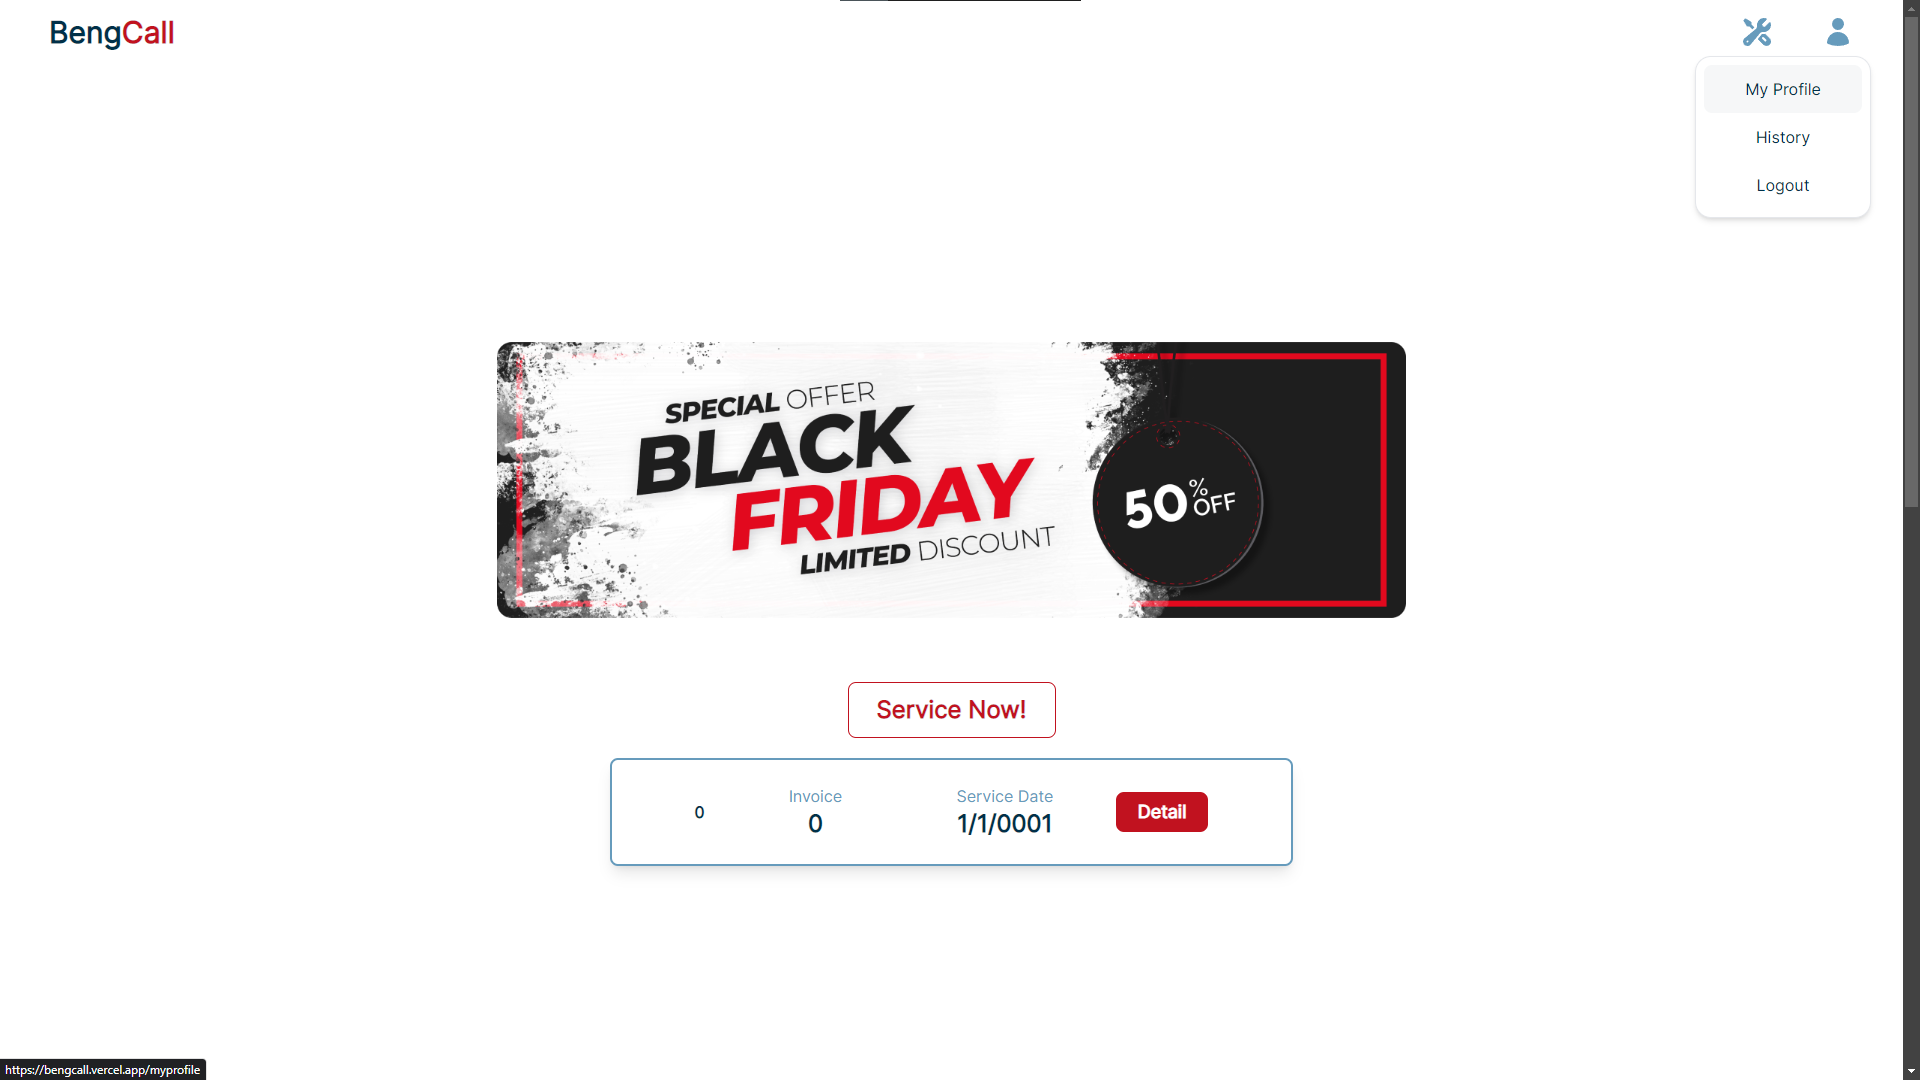 BengCall
My Profile
History
Logout
SPECIAL OFFER
BLACK
FRIDAY
LIMITED DISCOUNT
50% OFF
Service Now!
0
Invoice
0
Service Date
1/1/0001
Detail
https://bengcall.vercel.app/myprofile